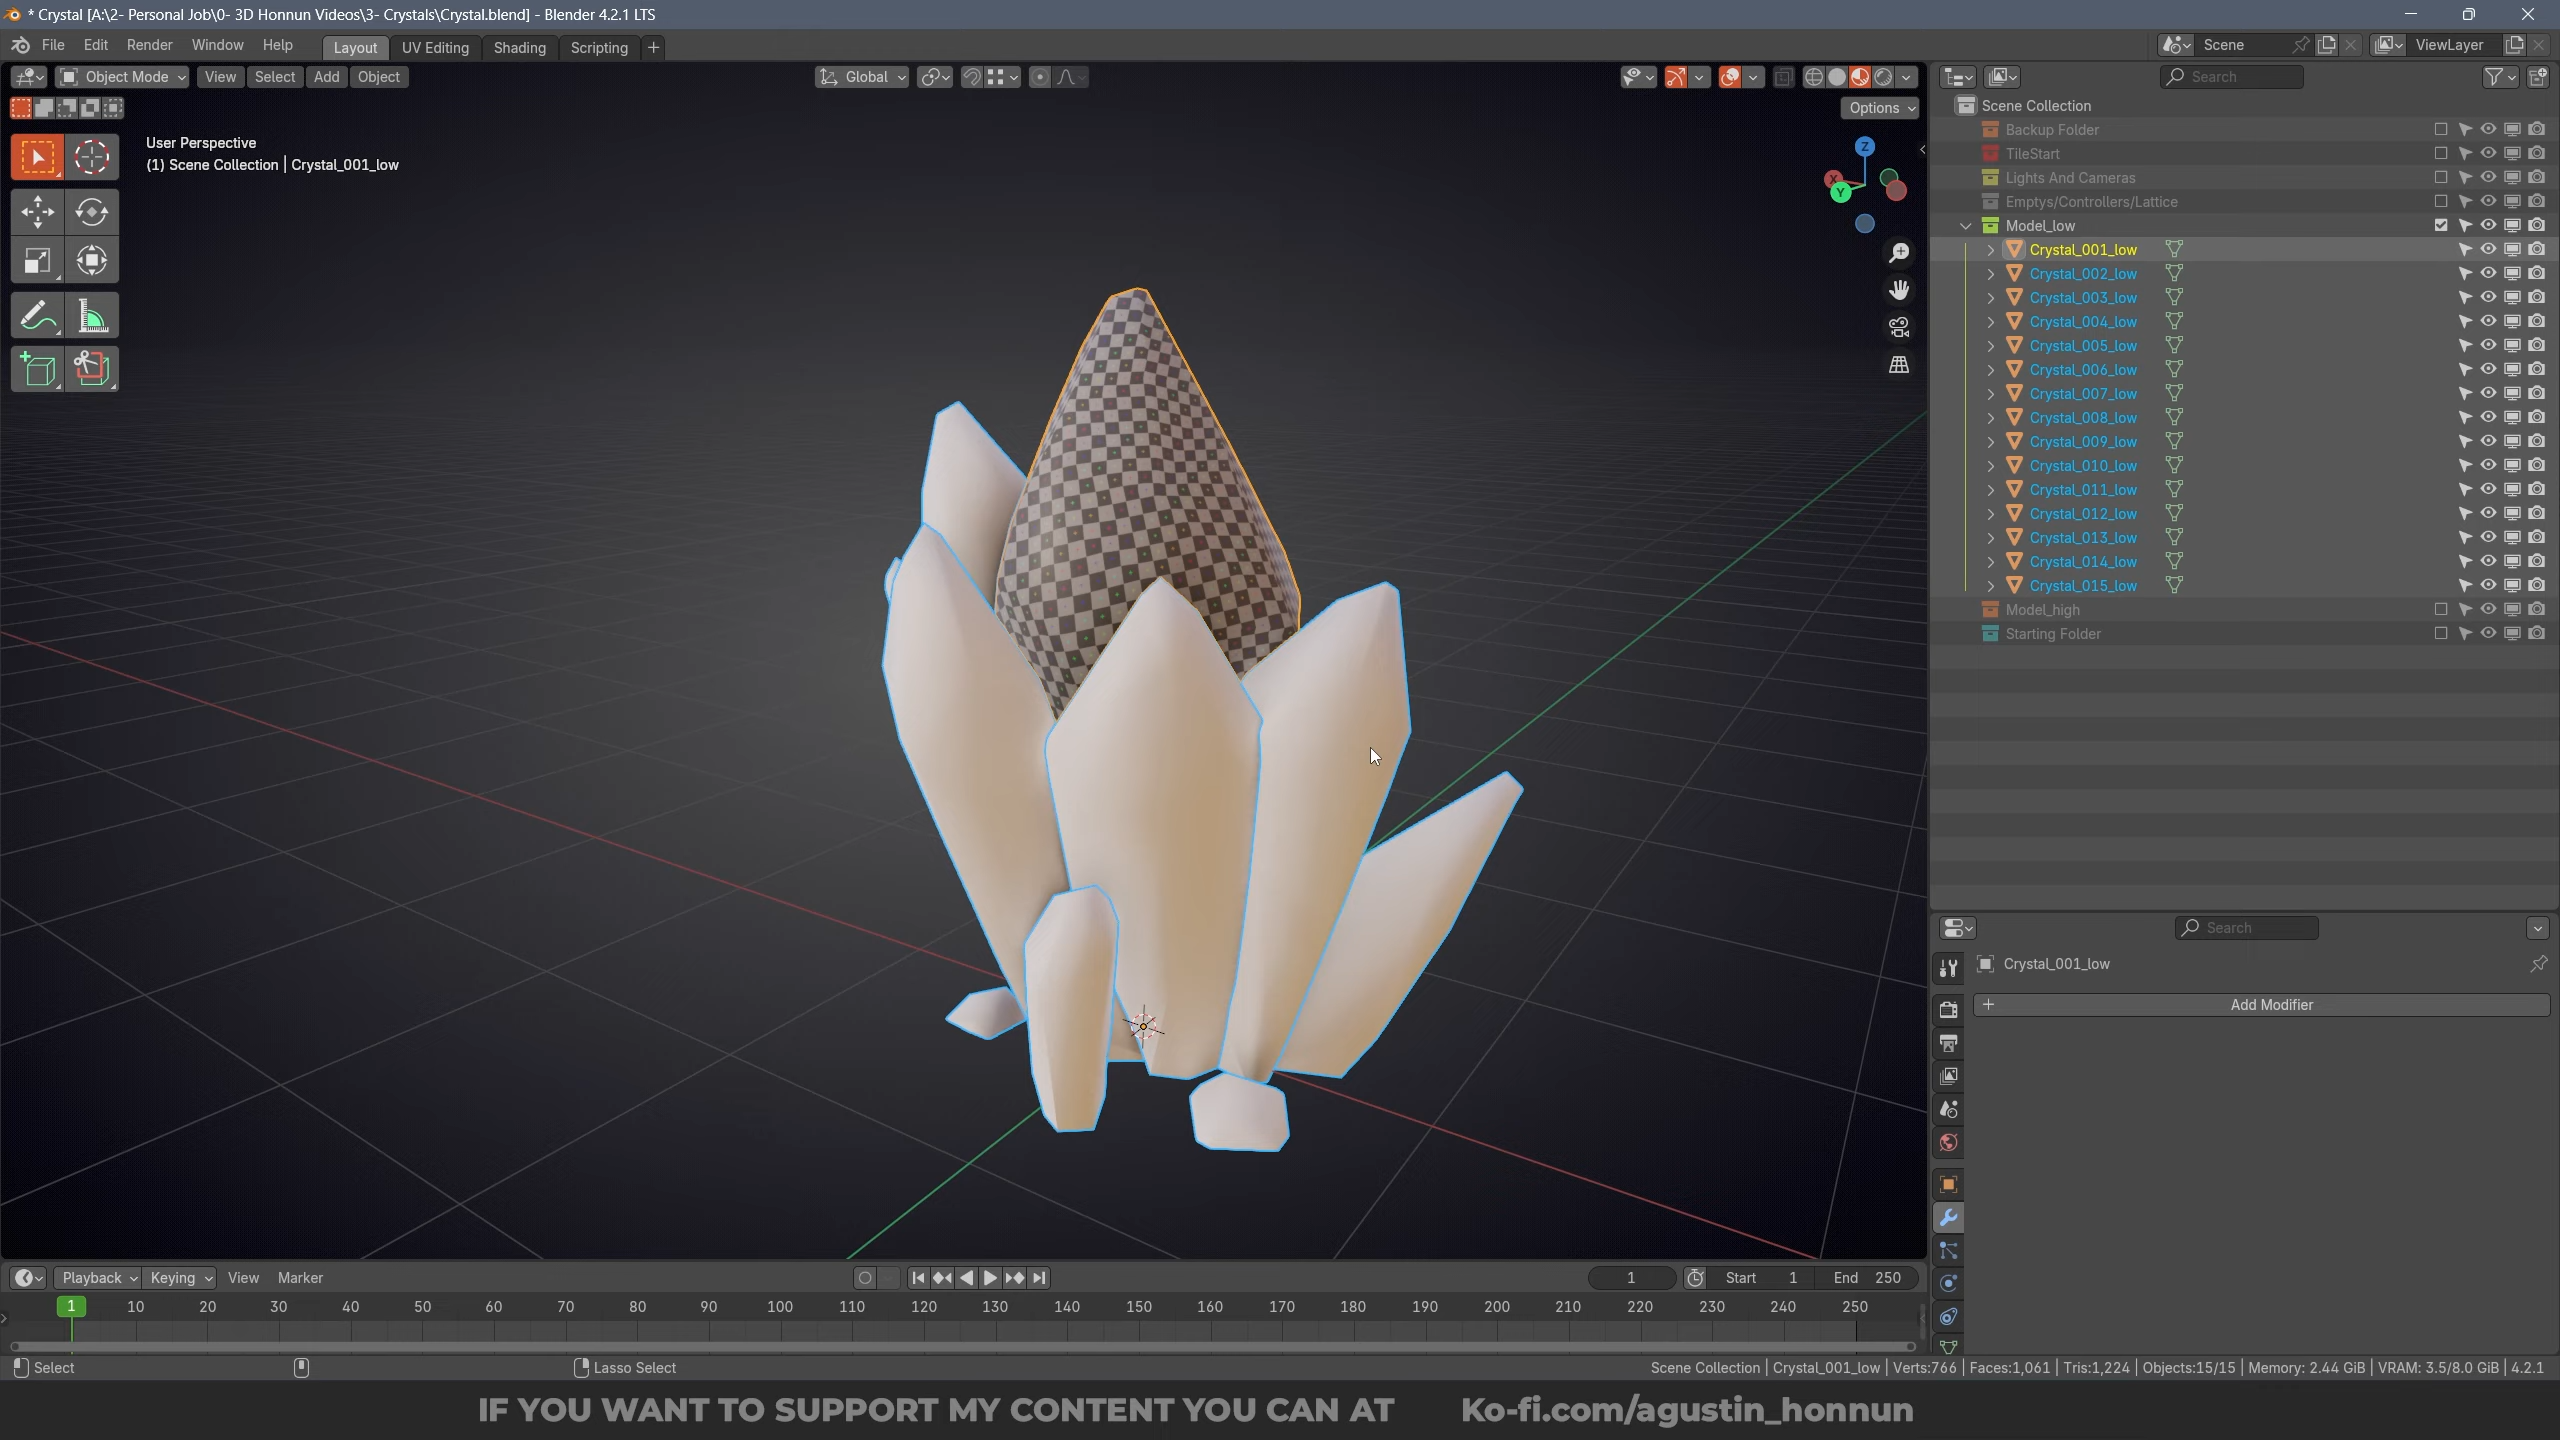 * Crystal [A:\2- Personal Job\0- 3D Honnun Videos\3- Crystals\Crystal.blend] - Blender 4.2.1 LTS
File Edit Render Window Help Layout UV Editing Shading Scripting + Scene ViewLayer
Object Mode View Select Add Object Global Search
Options
User Perspective
(1) Scene Collection | Crystal_001_low
Z
X
Y
Scene Collection
Backup Folder
TileStart
Lights And Cameras
Emptys/Controllers/Lattice
Model_low
Crystal_001_low
Crystal_002_low
Crystal_003_low
Crystal_004_low
Crystal_005_low
Crystal_006_low
Crystal_007_low
Crystal_008_low
Crystal_009_low
Crystal_010_low
Crystal_011_low
Crystal_012_low
Crystal_013_low
Crystal_014_low
Crystal_015_low
Model_high
Starting Folder
Search
Crystal_001_low
+ Add Modifier
Playback Keying View Marker 1 Start 1 End 250
1 10 20 30 40 50 60 70 80 90 100 110 120 130 140 150 160 170 180 190 200 210 220 230 240 250
Select Lasso Select Scene Collection | Crystal_001_low | Verts:766 | Faces:1,061 | Tris:1,224 | Objects:15/15 | Memory: 2.44 GiB | VRAM: 3.5/8.0 GiB | 4.2.1
IF YOU WANT TO SUPPORT MY CONTENT YOU CAN AT Ko-fi.com/agustin_honnun